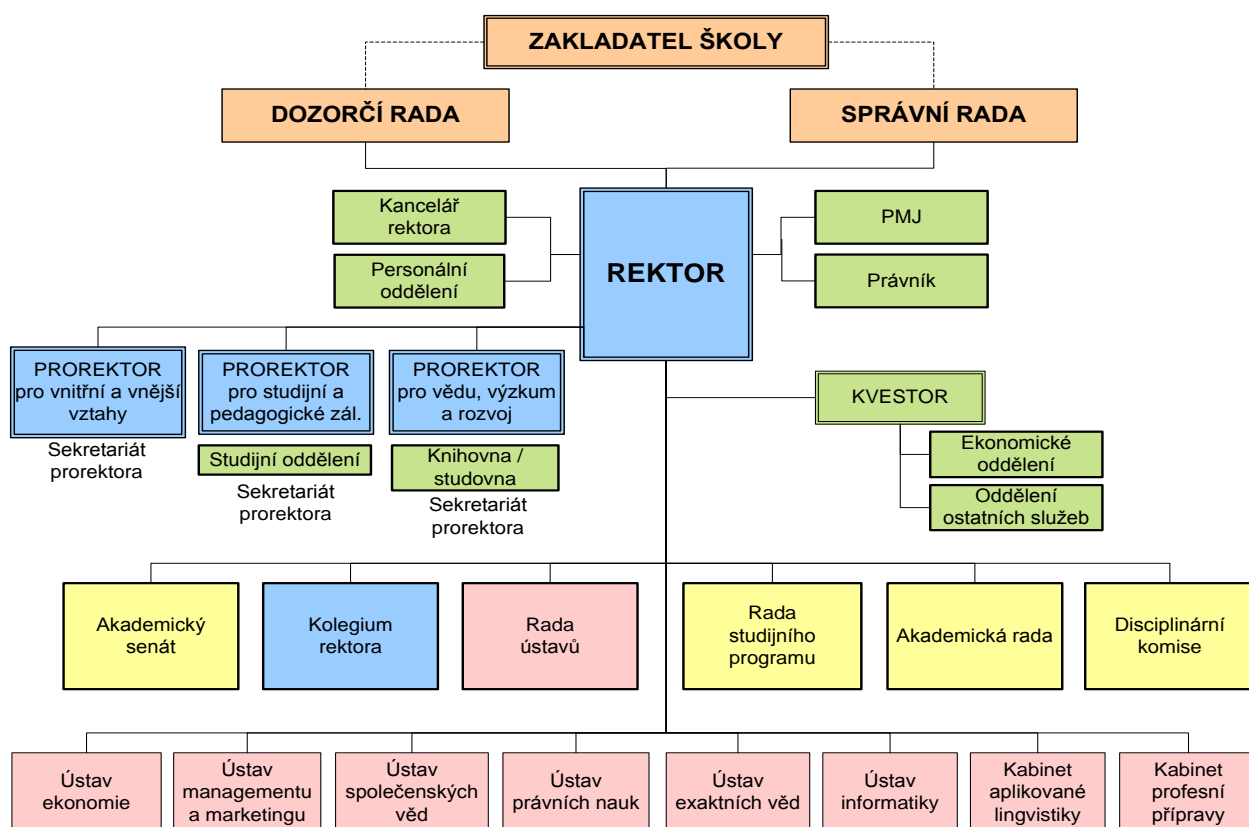 ZAKLADATEL ŠKOLY
DOZORČÍ RADA
SPRÁVNÍ RADA
Kancelář
rektora
Personální
oddělení
REKTOR
PMJ
Právník
PROREKTOR
pro vnitřní a vnější
vztahy
Sekretariát
prorektora
PROREKTOR
pro studijní a
pedagogické zál.
Studijní oddělení
Sekretariát
prorektora
PROREKTOR
pro vědu, výzkum
a rozvoj
Knihovna /
studovna
Sekretariát
prorektora
KVESTOR
Ekonomické
oddělení
Oddělení
ostatních služeb
Akademický
senát
Kolegium
rektora
Rada
ústavů
Rada
studijního
programu
Akademická rada
Disciplinární
komise
Ústav
ekonomie
Ústav
managementu
a marketingu
Ústav
společenských
věd
Ústav
právních nauk
Ústav
exaktních věd
Ústav
informatiky
Kabinet
aplikované
lingvistiky
Kabinet
profesní
přípravy